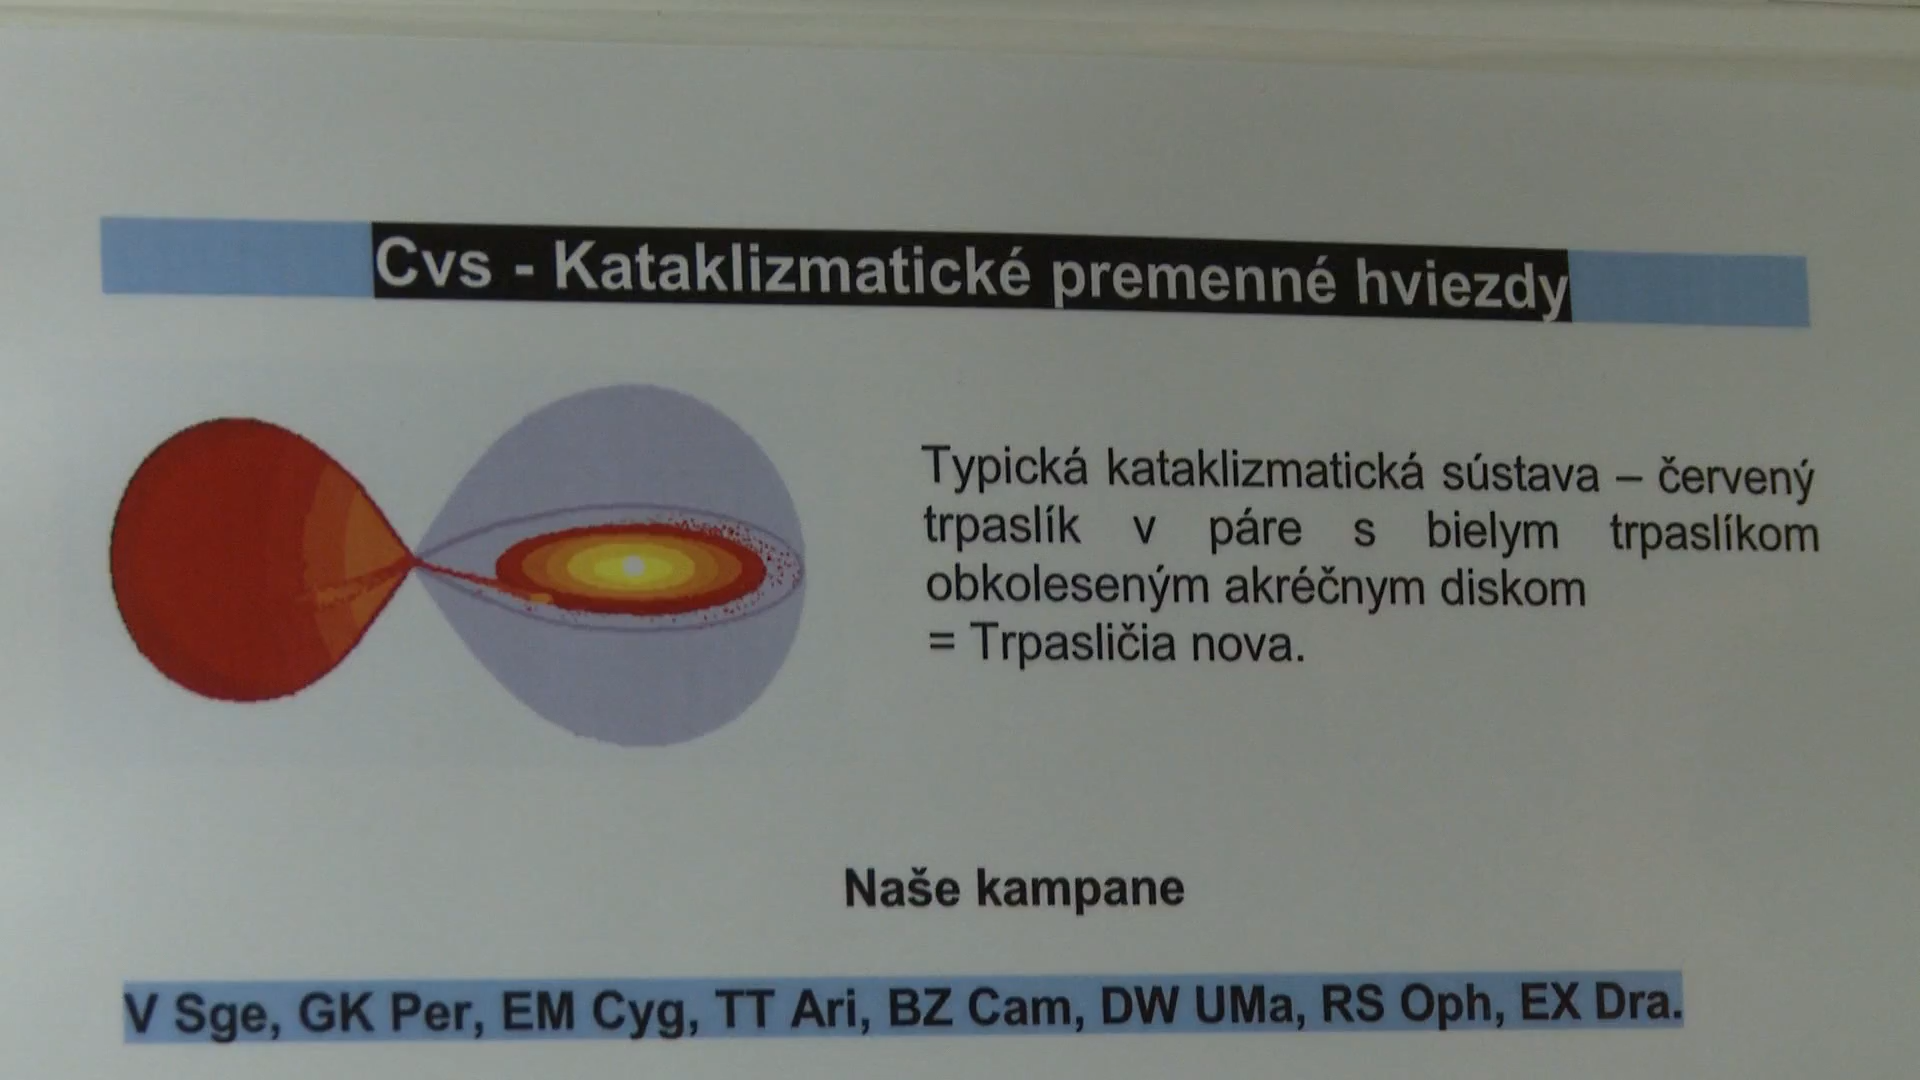 Cvs - Kataklizmatické premenné hviezdy
Typická kataklizmatická sústava – červený
trpaslík v páre s bielym trpaslíkom
obkoleseným akréčnym diskom
= Trpasličia nova.
Naše kampane
V Sge, GK Per, EM Cyg, TT Ari, BZ Cam, DW UMa, RS Oph, EX Dra.